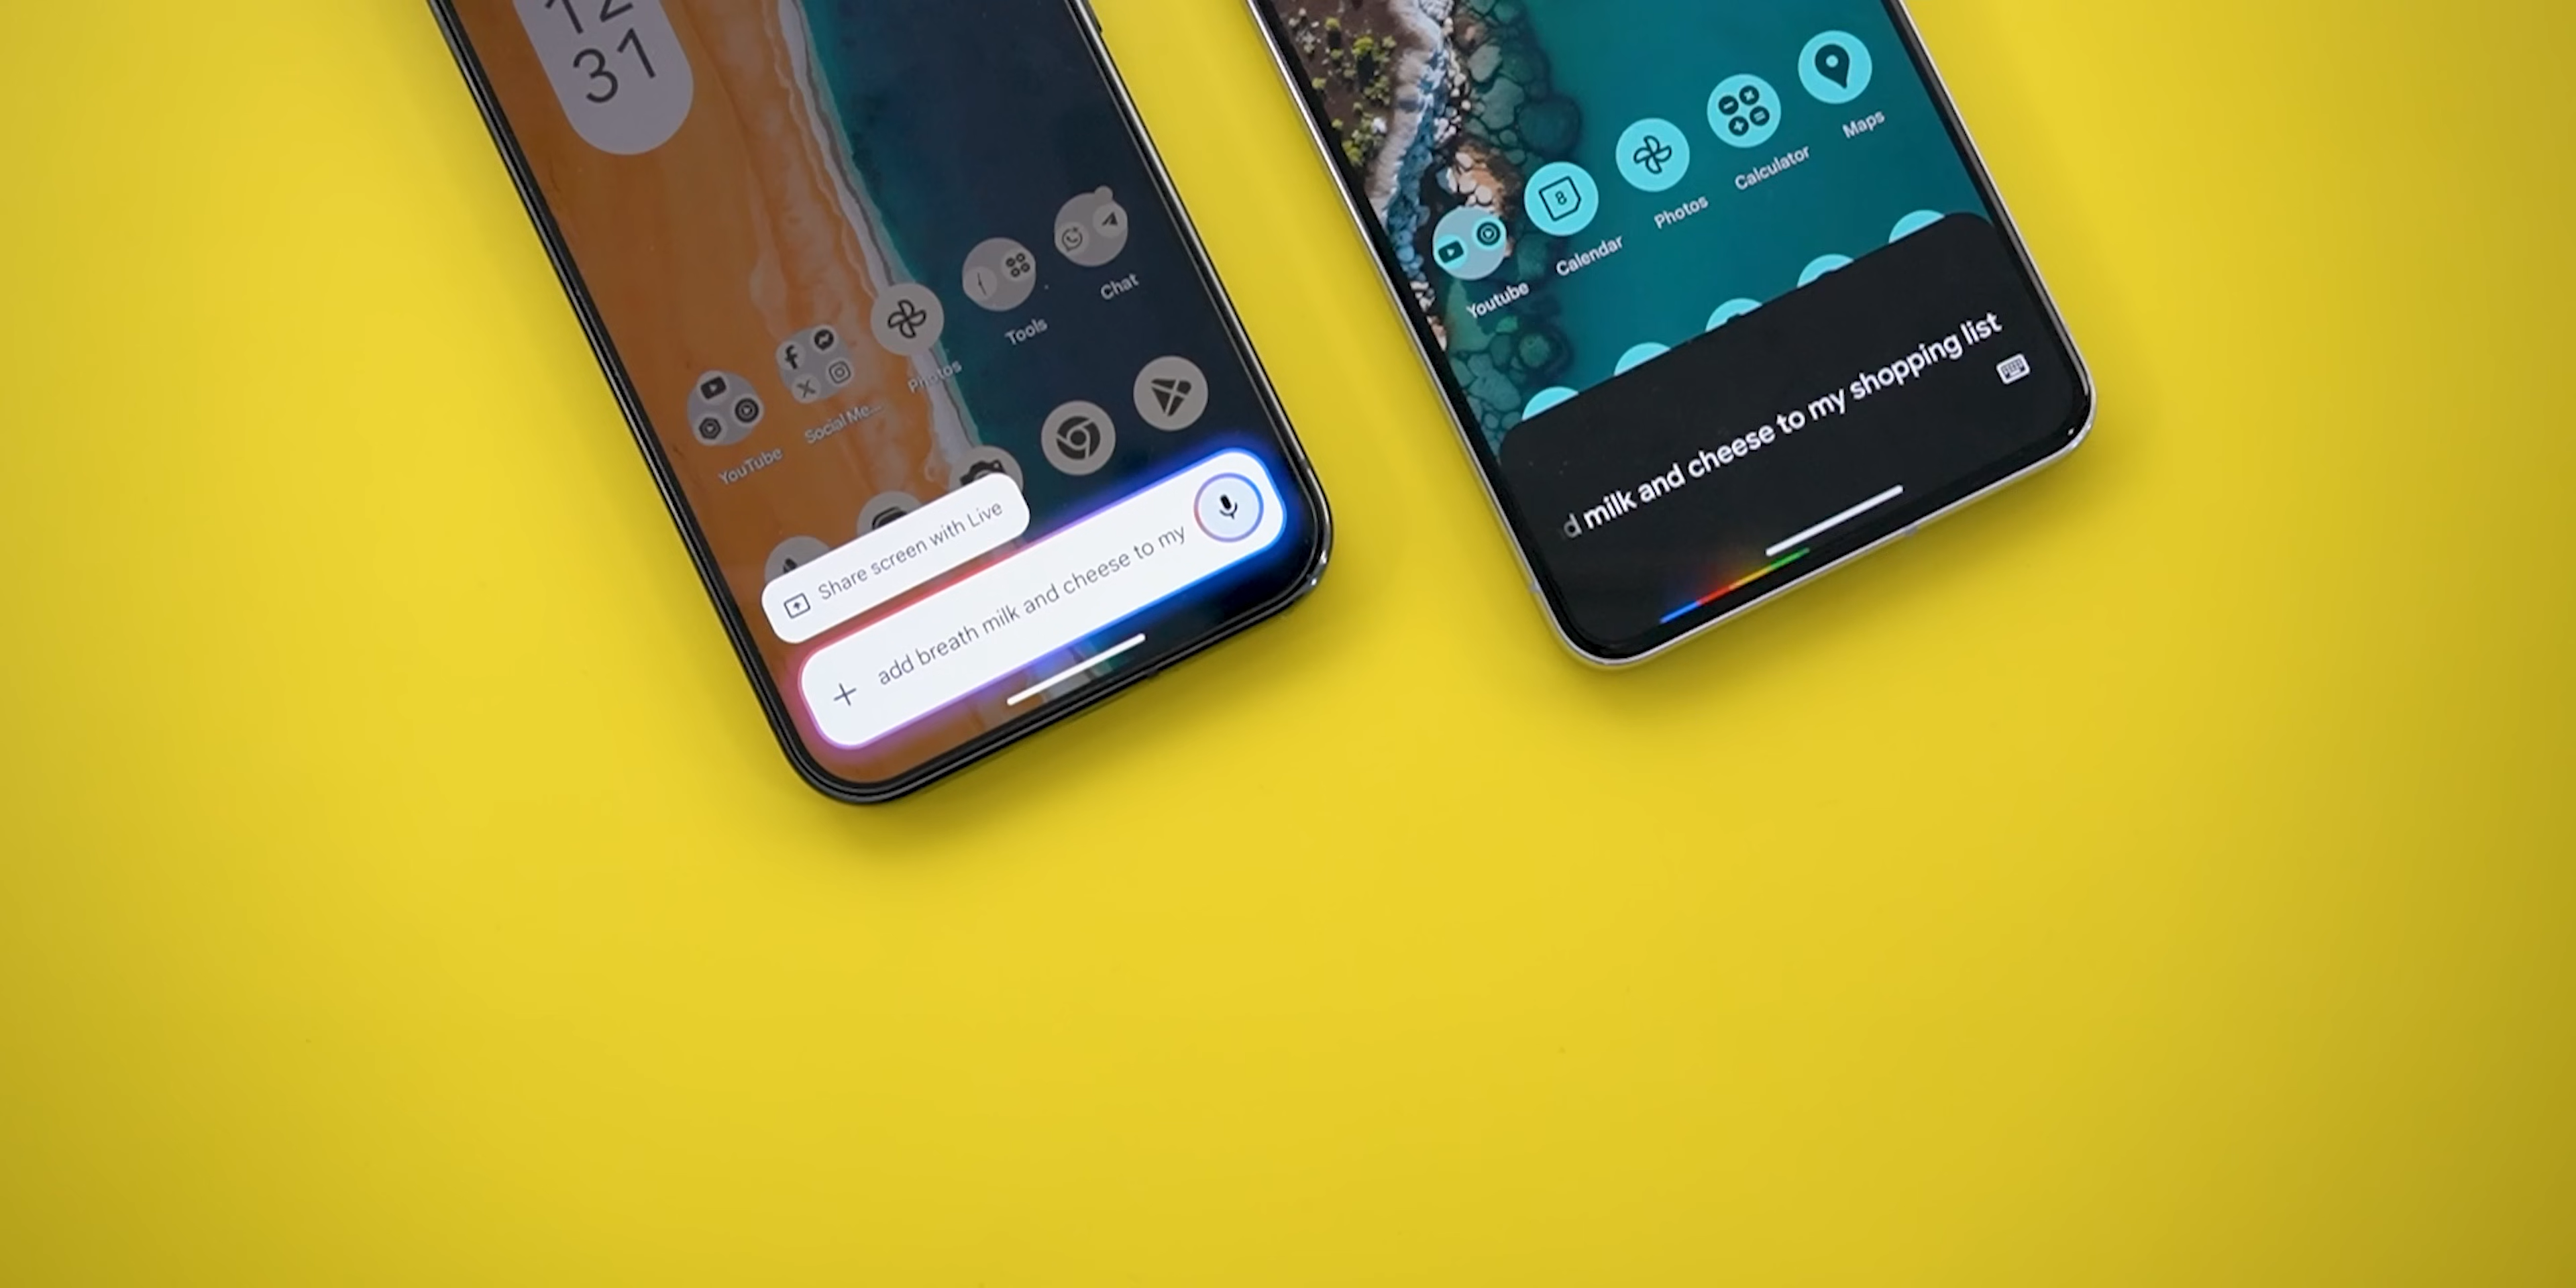 12
31
Chat
Tools
Photos
Social Me...
YouTube
Share screen with Live
add breath milk and cheese to my
Maps
Calculator
Photos
8
Calendar
Youtube
d milk and cheese to my shopping list